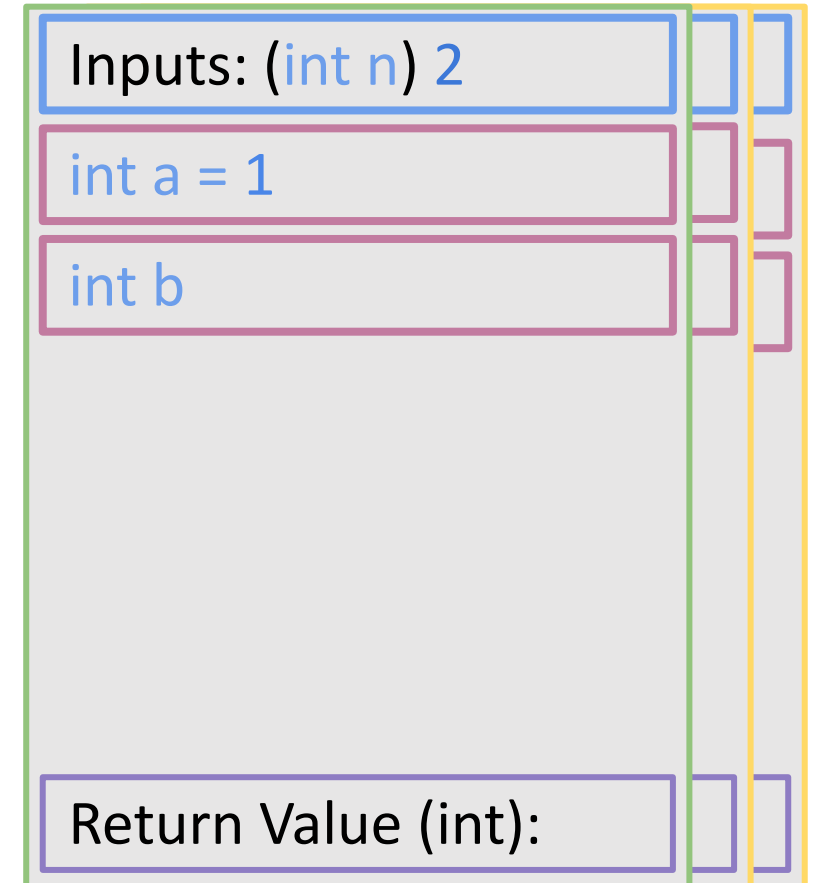 Inputs: (int n) 2
int a = 1
int b
Return Value (int):